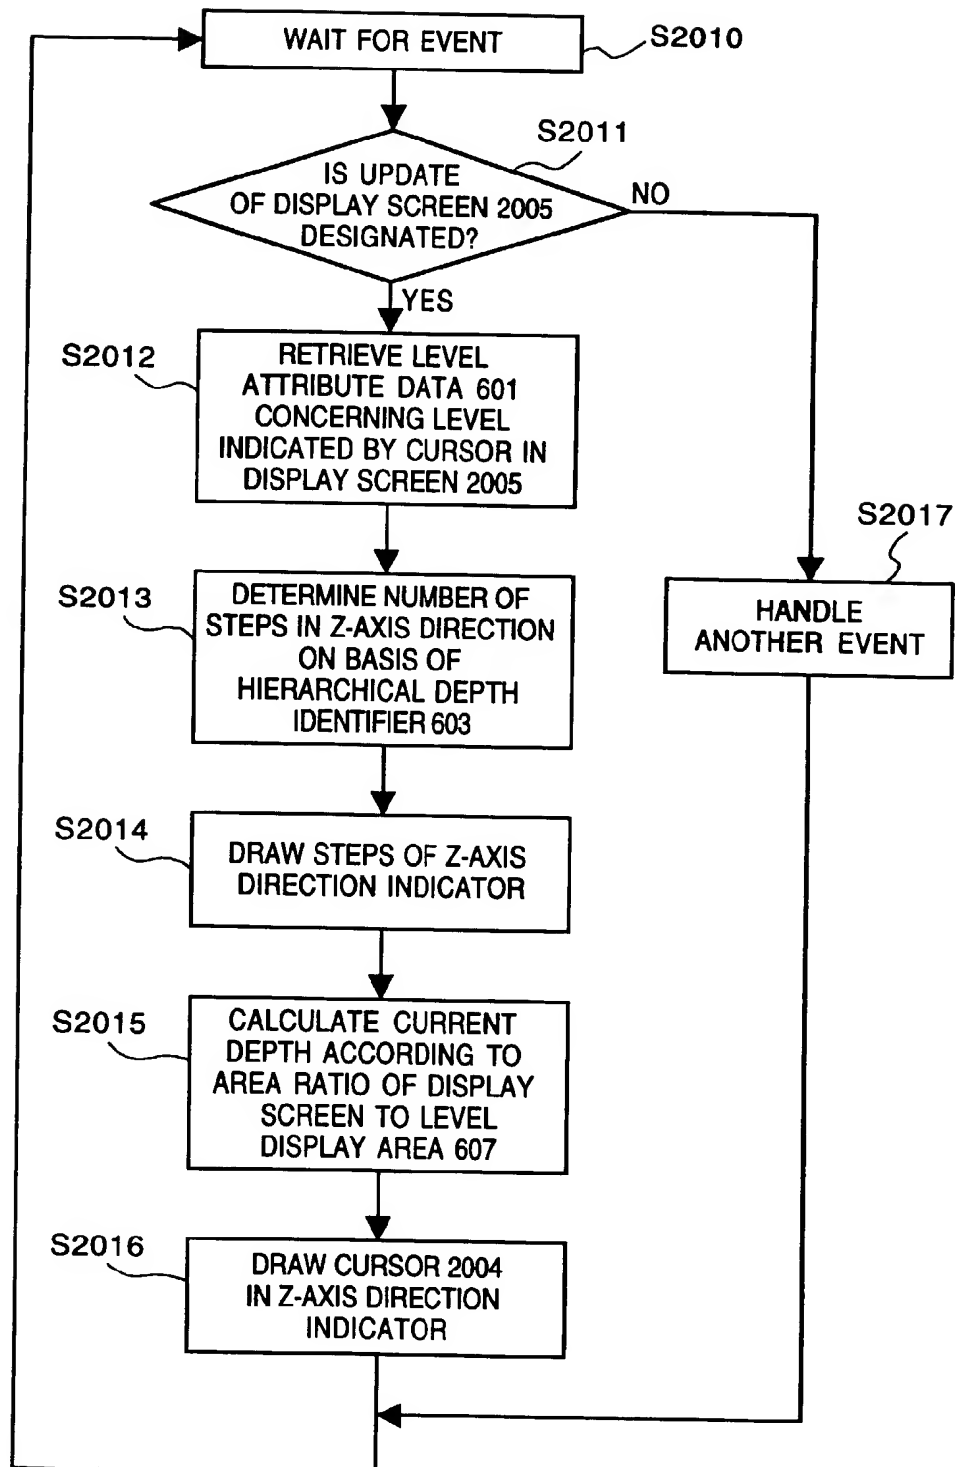 WAIT FOR EVENT
S2010
S2011
IS UPDATE
OF DISPLAY SCREEN 2005
DESIGNATED?
NO
YES
S2012
RETRIEVE LEVEL
ATTRIBUTE DATA 601
CONCERNING LEVEL
INDICATED BY CURSOR IN
DISPLAY SCREEN 2005
S2017
HANDLE
ANOTHER EVENT
S2013
DETERMINE NUMBER OF
STEPS IN Z-AXIS DIRECTION
ON BASIS OF
HIERARCHICAL DEPTH
IDENTIFIER 603
S2014
DRAW STEPS OF Z-AXIS
DIRECTION INDICATOR
S2015
CALCULATE CURRENT
DEPTH ACCORDING TO
AREA RATIO OF DISPLAY
SCREEN TO LEVEL
DISPLAY AREA 607
S2016
DRAW CURSOR 2004
IN Z-AXIS DIRECTION
INDICATOR